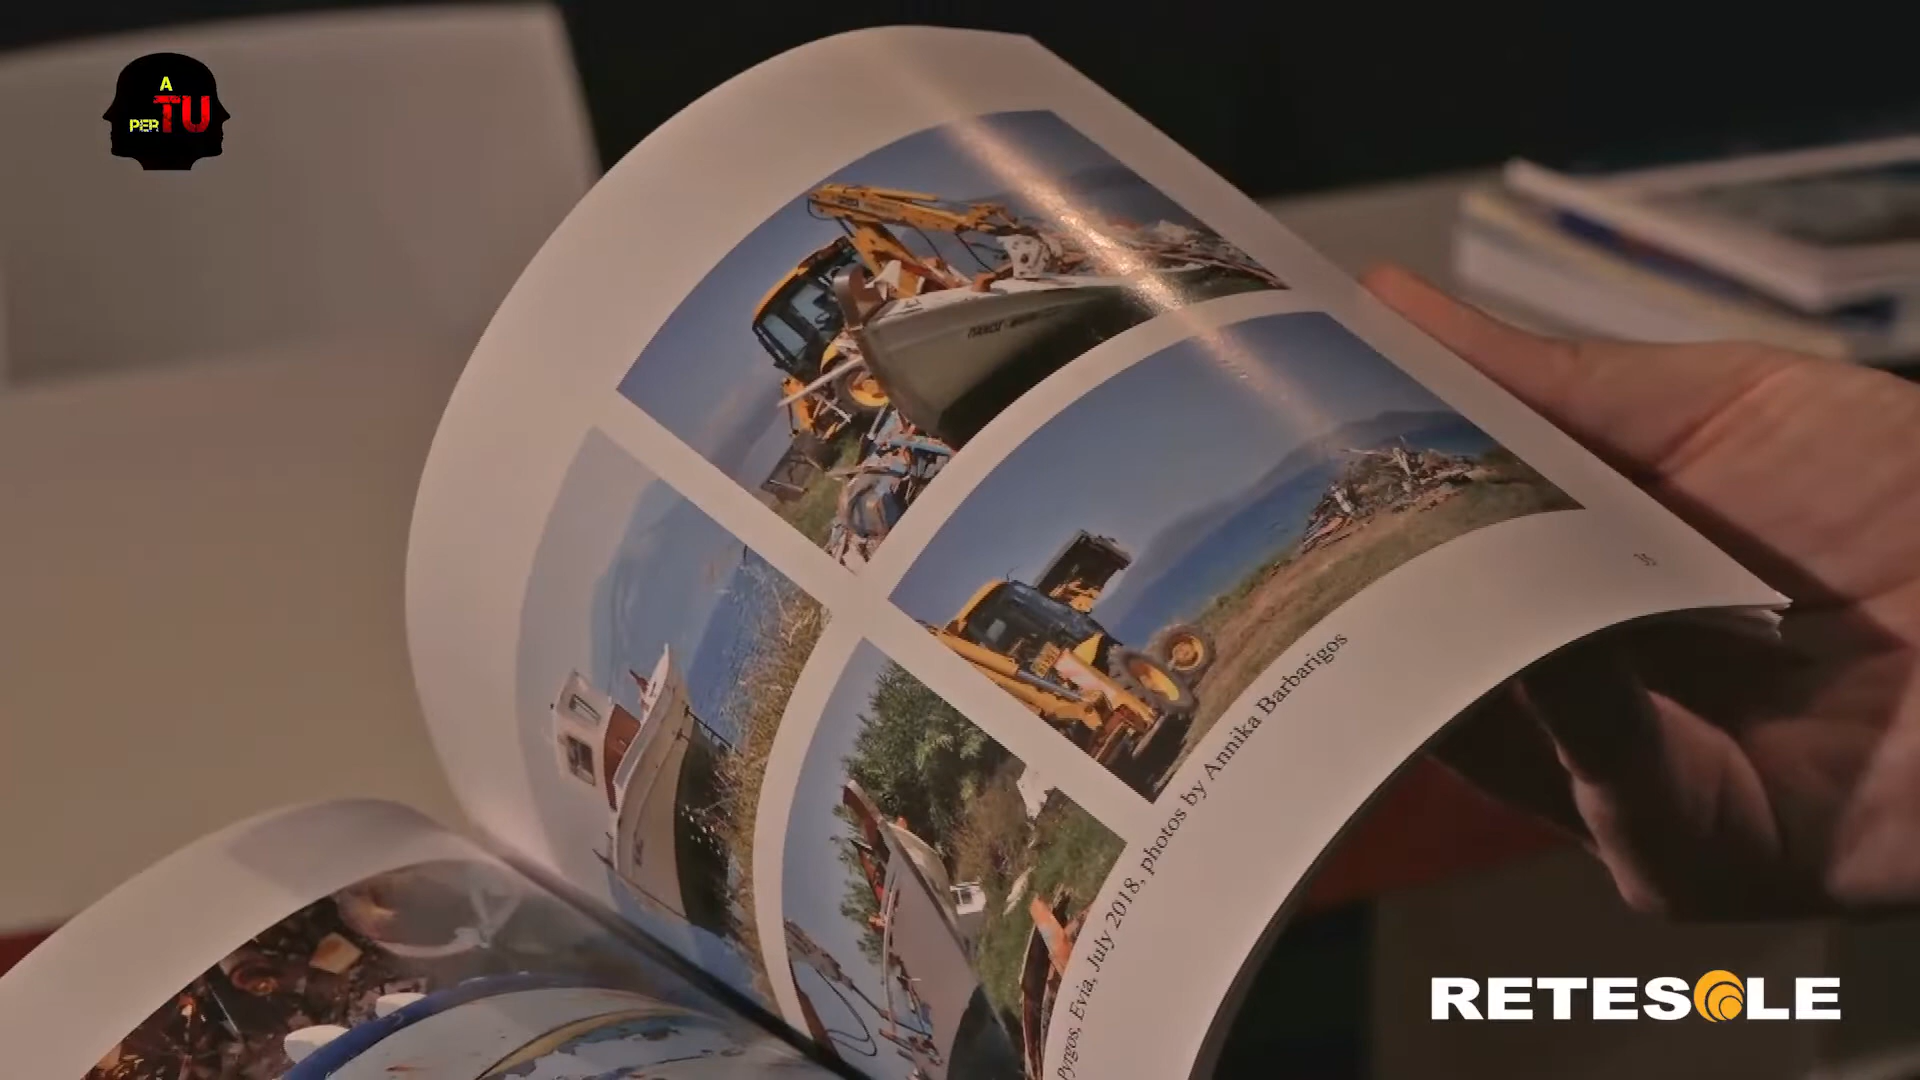 A
PER TU
Pyrgos, Evia, July 2018, photos by Annika Barbarigos
RETESOLE